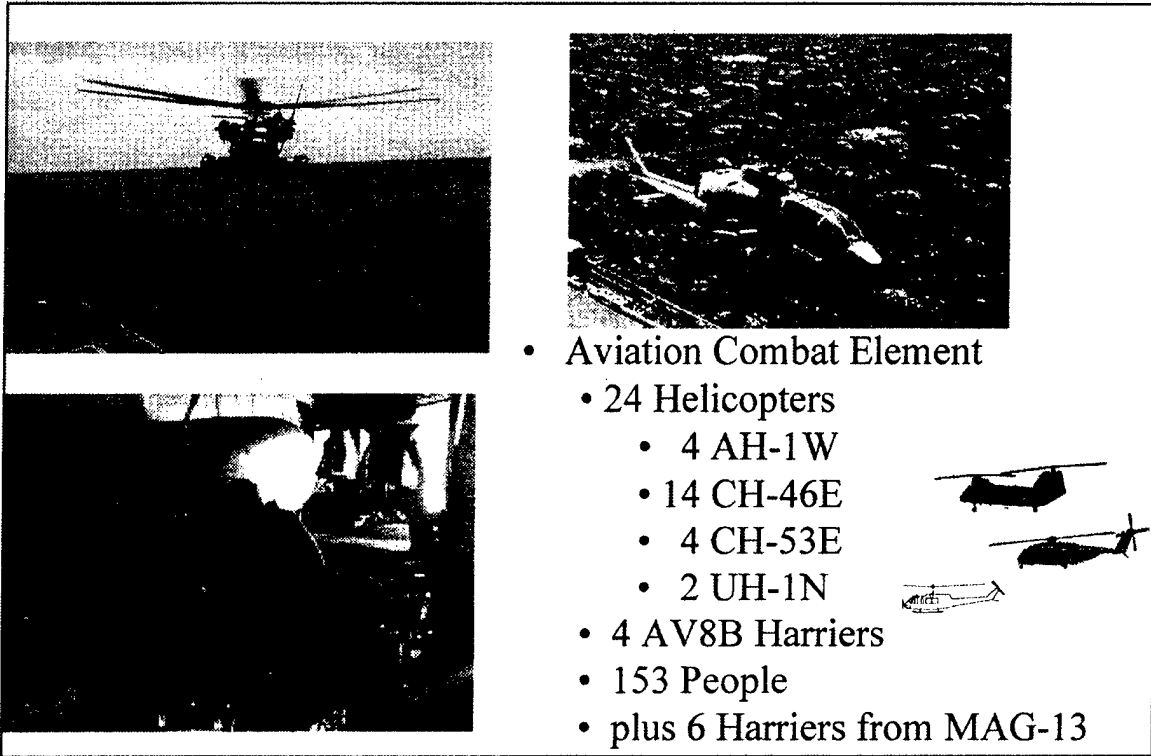 • Aviation Combat Element
• 24 Helicopters
• 4 AH-1W
• 14 CH-46E
• 4 CH-53E
• 2 UH-1N
• 4 AV8B Harriers
• 153 People
• plus 6 Harriers from MAG-13